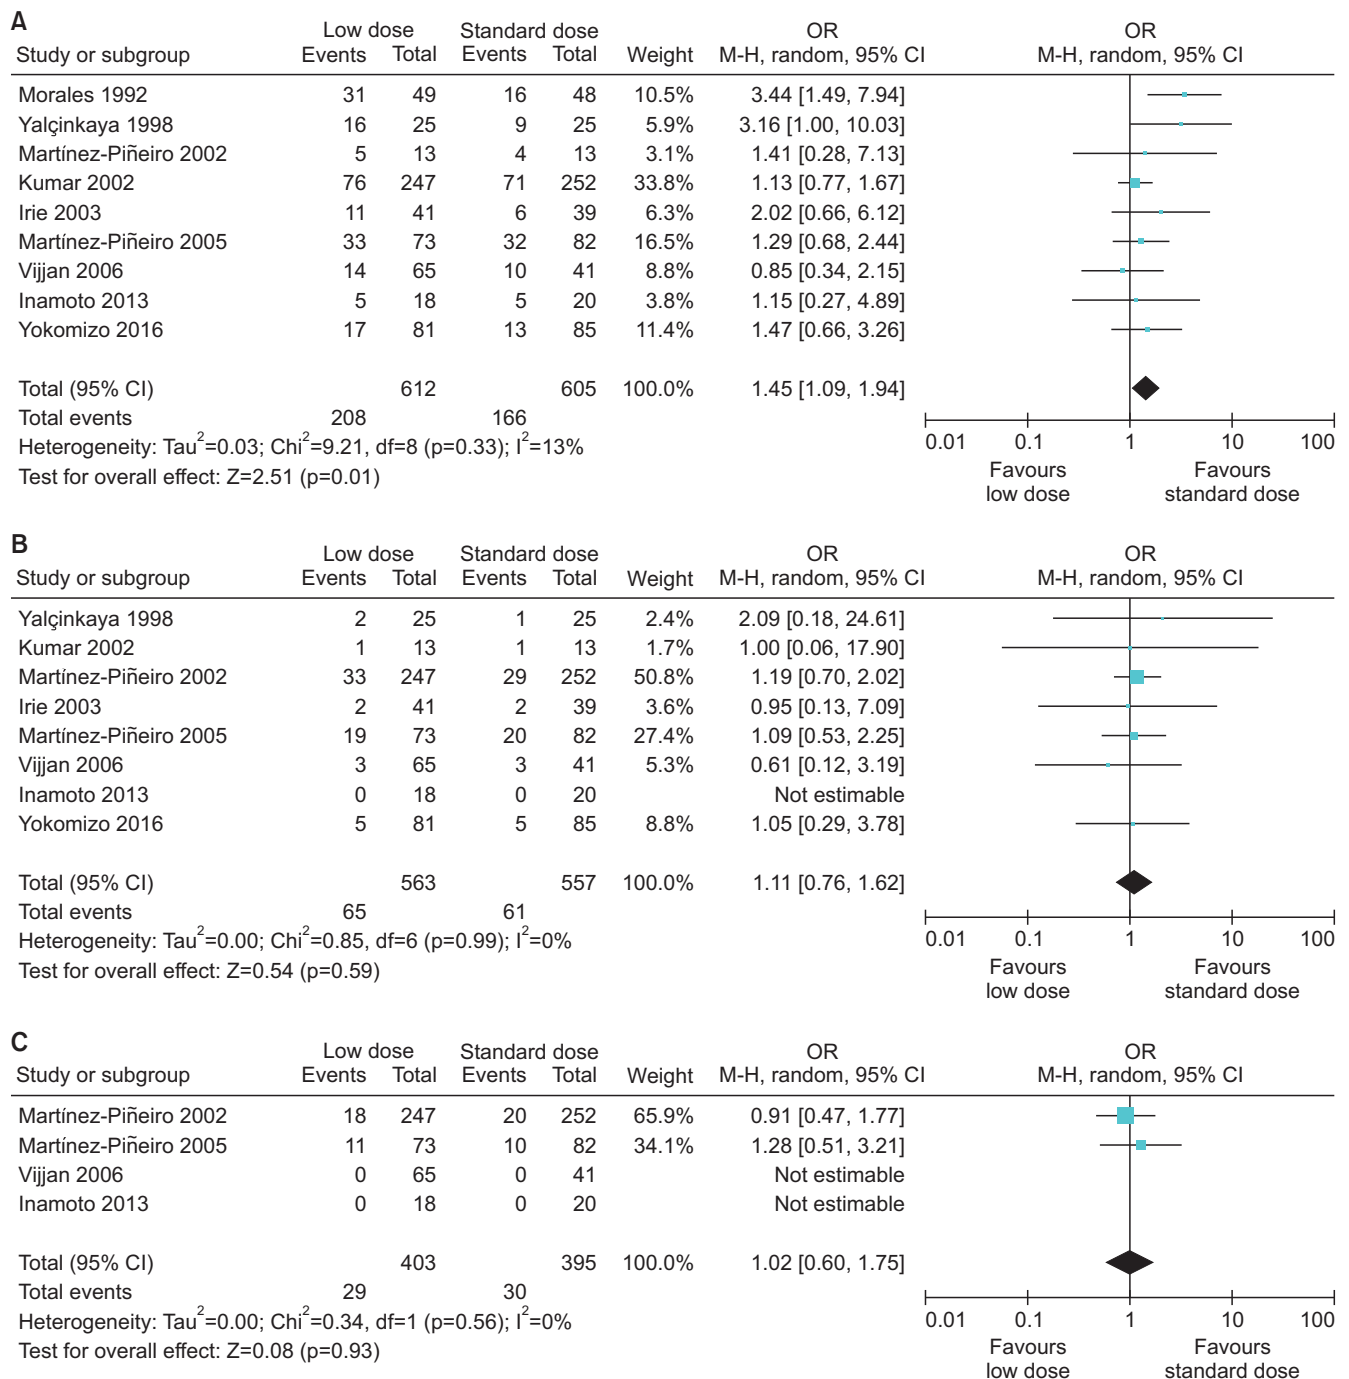 A
Low dose Standard dose OR OR
Study or subgroup Events Total Events Total Weight M-H, random, 95% CI M-H, random, 95% CI
Morales 1992 31 49 16 48 10.5% 3.44 [1.49, 7.94]
Yalçinkaya 1998 16 25 9 25 5.9% 3.16 [1.00, 10.03]
Martínez-Piñeiro 2002 5 13 4 13 3.1% 1.41 [0.28, 7.13]
Kumar 2002 76 247 71 252 33.8% 1.13 [0.77, 1.67]
Irie 2003 11 41 6 39 6.3% 2.02 [0.66, 6.12]
Martínez-Piñeiro 2005 33 73 32 82 16.5% 1.29 [0.68, 2.44]
Vijjan 2006 14 65 10 41 8.8% 0.85 [0.34, 2.15]
Inamoto 2013 5 18 5 20 3.8% 1.15 [0.27, 4.89]
Yokomizo 2016 17 81 13 85 11.4% 1.47 [0.66, 3.26]
Total (95% CI) 612 605 100.0% 1.45 [1.09, 1.94]
Total events 208 166
Heterogeneity: Tau²=0.03; Chi²=9.21, df=8 (p=0.33); I²=13%
Test for overall effect: Z=2.51 (p=0.01)
0.01 0.1 1 10 100
Favours Favours
low dose standard dose
B
Low dose Standard dose OR OR
Study or subgroup Events Total Events Total Weight M-H, random, 95% CI M-H, random, 95% CI
Yalçinkaya 1998 2 25 1 25 2.4% 2.09 [0.18, 24.61]
Kumar 2002 1 13 1 13 1.7% 1.00 [0.06, 17.90]
Martínez-Piñeiro 2002 33 247 29 252 50.8% 1.19 [0.70, 2.02]
Irie 2003 2 41 2 39 3.6% 0.95 [0.13, 7.09]
Martínez-Piñeiro 2005 19 73 20 82 27.4% 1.09 [0.53, 2.25]
Vijjan 2006 3 65 3 41 5.3% 0.61 [0.12, 3.19]
Inamoto 2013 0 18 0 20 Not estimable
Yokomizo 2016 5 81 5 85 8.8% 1.05 [0.29, 3.78]
Total (95% CI) 563 557 100.0% 1.11 [0.76, 1.62]
Total events 65 61
Heterogeneity: Tau²=0.00; Chi²=0.85, df=6 (p=0.99); I²=0%
Test for overall effect: Z=0.54 (p=0.59)
0.01 0.1 1 10 100
Favours Favours
low dose standard dose
C
Low dose Standard dose OR OR
Study or subgroup Events Total Events Total Weight M-H, random, 95% CI M-H, random, 95% CI
Martínez-Piñeiro 2002 18 247 20 252 65.9% 0.91 [0.47, 1.77]
Martínez-Piñeiro 2005 11 73 10 82 34.1% 1.28 [0.51, 3.21]
Vijjan 2006 0 65 0 41 Not estimable
Inamoto 2013 0 18 0 20 Not estimable
Total (95% CI) 403 395 100.0% 1.02 [0.60, 1.75]
Total events 29 30
Heterogeneity: Tau²=0.00; Chi²=0.34, df=1 (p=0.56); I²=0%
Test for overall effect: Z=0.08 (p=0.93)
0.01 0.1 1 10 100
Favours Favours
low dose standard dose